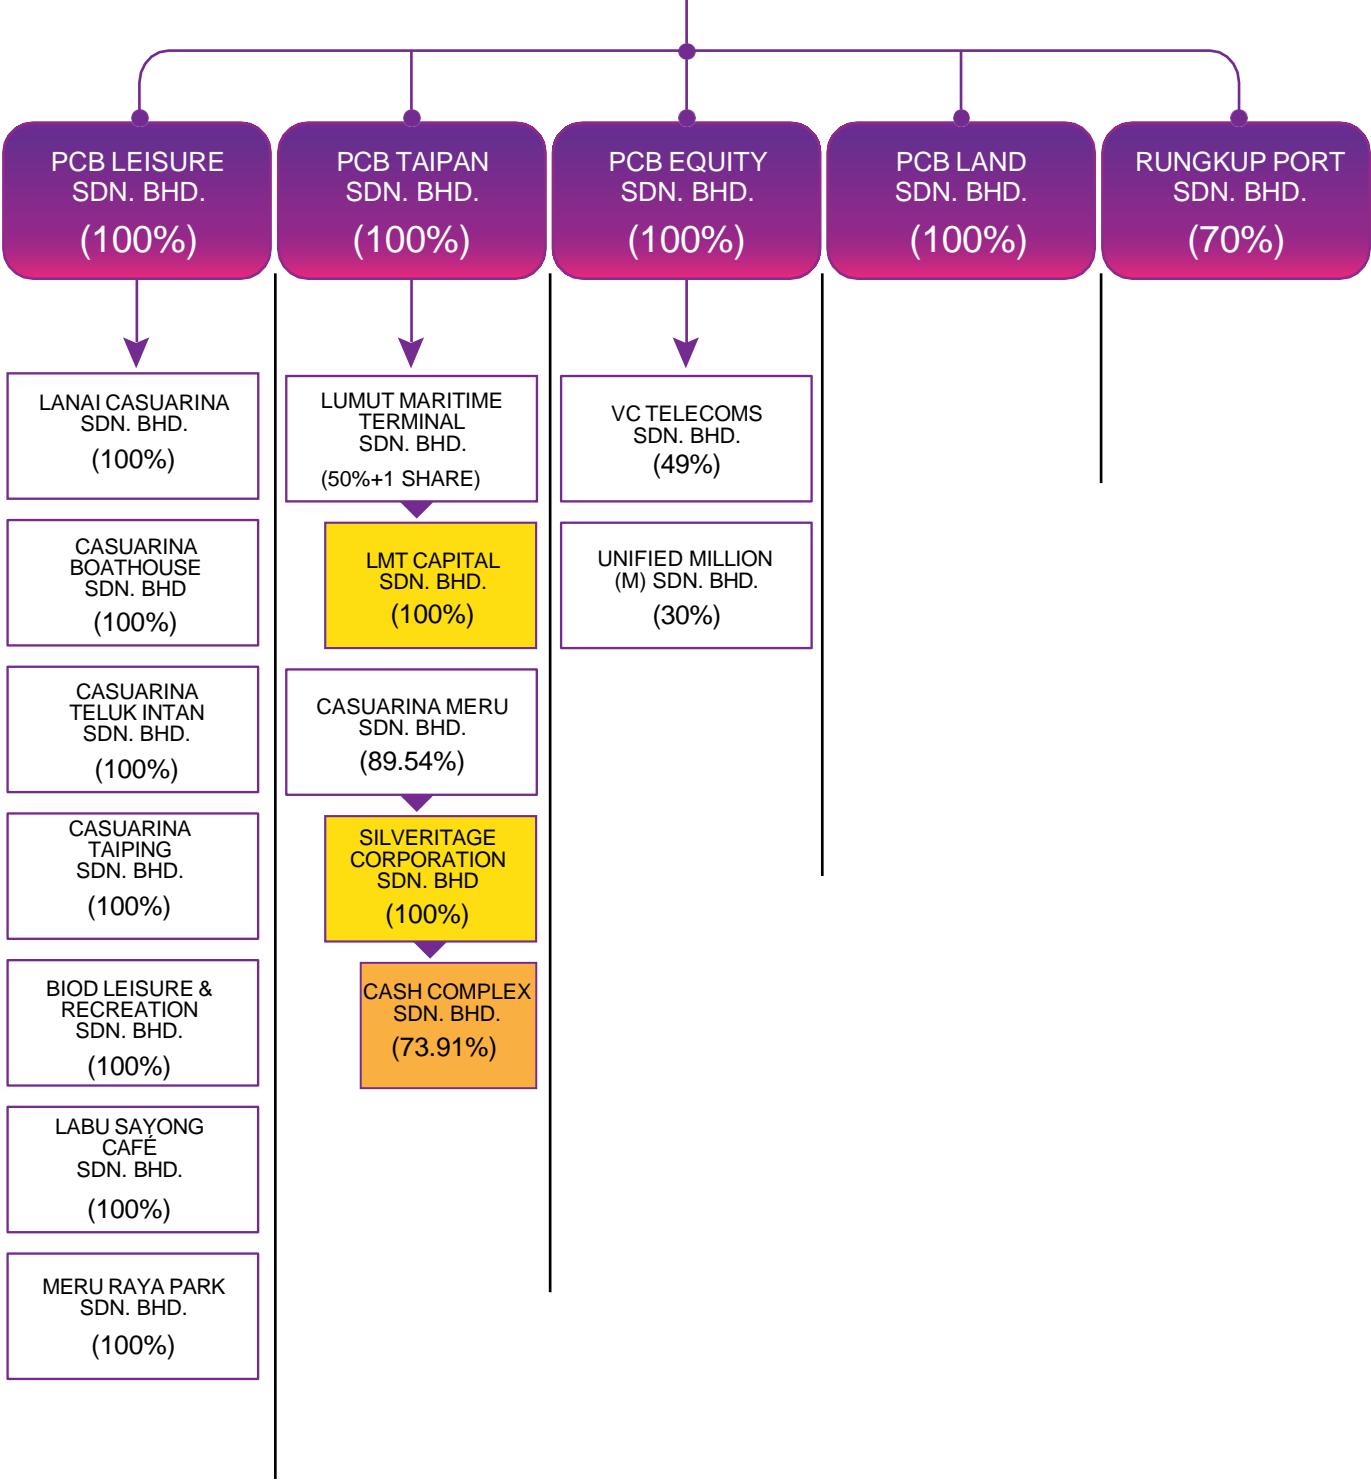 PCB LEISURE
SDN. BHD.
(100%)
PCB TAIPAN
SDN. BHD.
(100%)
PCB EQUITY
SDN. BHD.
(100%)
PCB LAND
SDN. BHD.
(100%)
RUNGKUP PORT
SDN. BHD.
(70%)
LANAI CASUARINA
SDN. BHD.
(100%)
CASUARINA
BOATHOUSE
SDN. BHD
(100%)
CASUARINA
TELUK INTAN
SDN. BHD.
(100%)
CASUARINA
TAIPING
SDN. BHD.
(100%)
BIOD LEISURE &
RECREATION
SDN. BHD.
(100%)
LABU SAYONG
CAFÉ
SDN. BHD.
(100%)
MERU RAYA PARK
SDN. BHD.
(100%)
LUMUT MARITIME
TERMINAL
SDN. BHD.
(50%+1 SHARE)
LMT CAPITAL
SDN. BHD.
(100%)
CASUARINA MERU
SDN. BHD.
(89.54%)
SILVERITAGE
CORPORATION
SDN. BHD
(100%)
CASH COMPLEX
SDN. BHD.
(73.91%)
VC TELECOMS
SDN. BHD.
(49%)
UNIFIED MILLION
(M) SDN. BHD.
(30%)